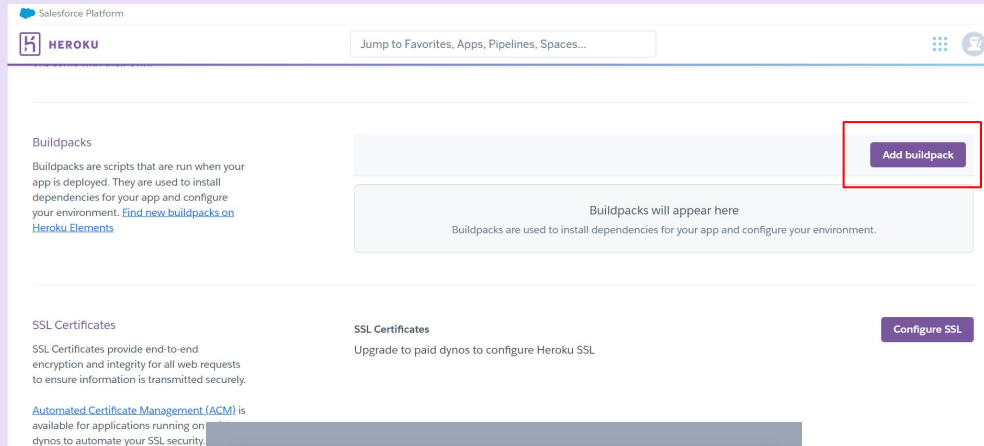 Salesforce Platform
HEROKU
Jump to Favorites, Apps, Pipelines, Spaces...
Buildpacks
Buildpacks are scripts that are run when your
app is deployed. They are used to install
dependencies for your app and configure
your environment. Find new buildpacks on
Heroku Elements
Add buildpack
Buildpacks will appear here
Buildpacks are used to install dependencies for your app and configure your environment.
SSL Certificates
SSL Certificates provide end-to-end
encryption and integrity for all web requests
to ensure information is transmitted securely.
Automated Certificate Management (ACM) is
available for applications running on
dynos to automate your SSL security.
SSL Certificates
Upgrade to paid dynos to configure Heroku SSL
Configure SSL